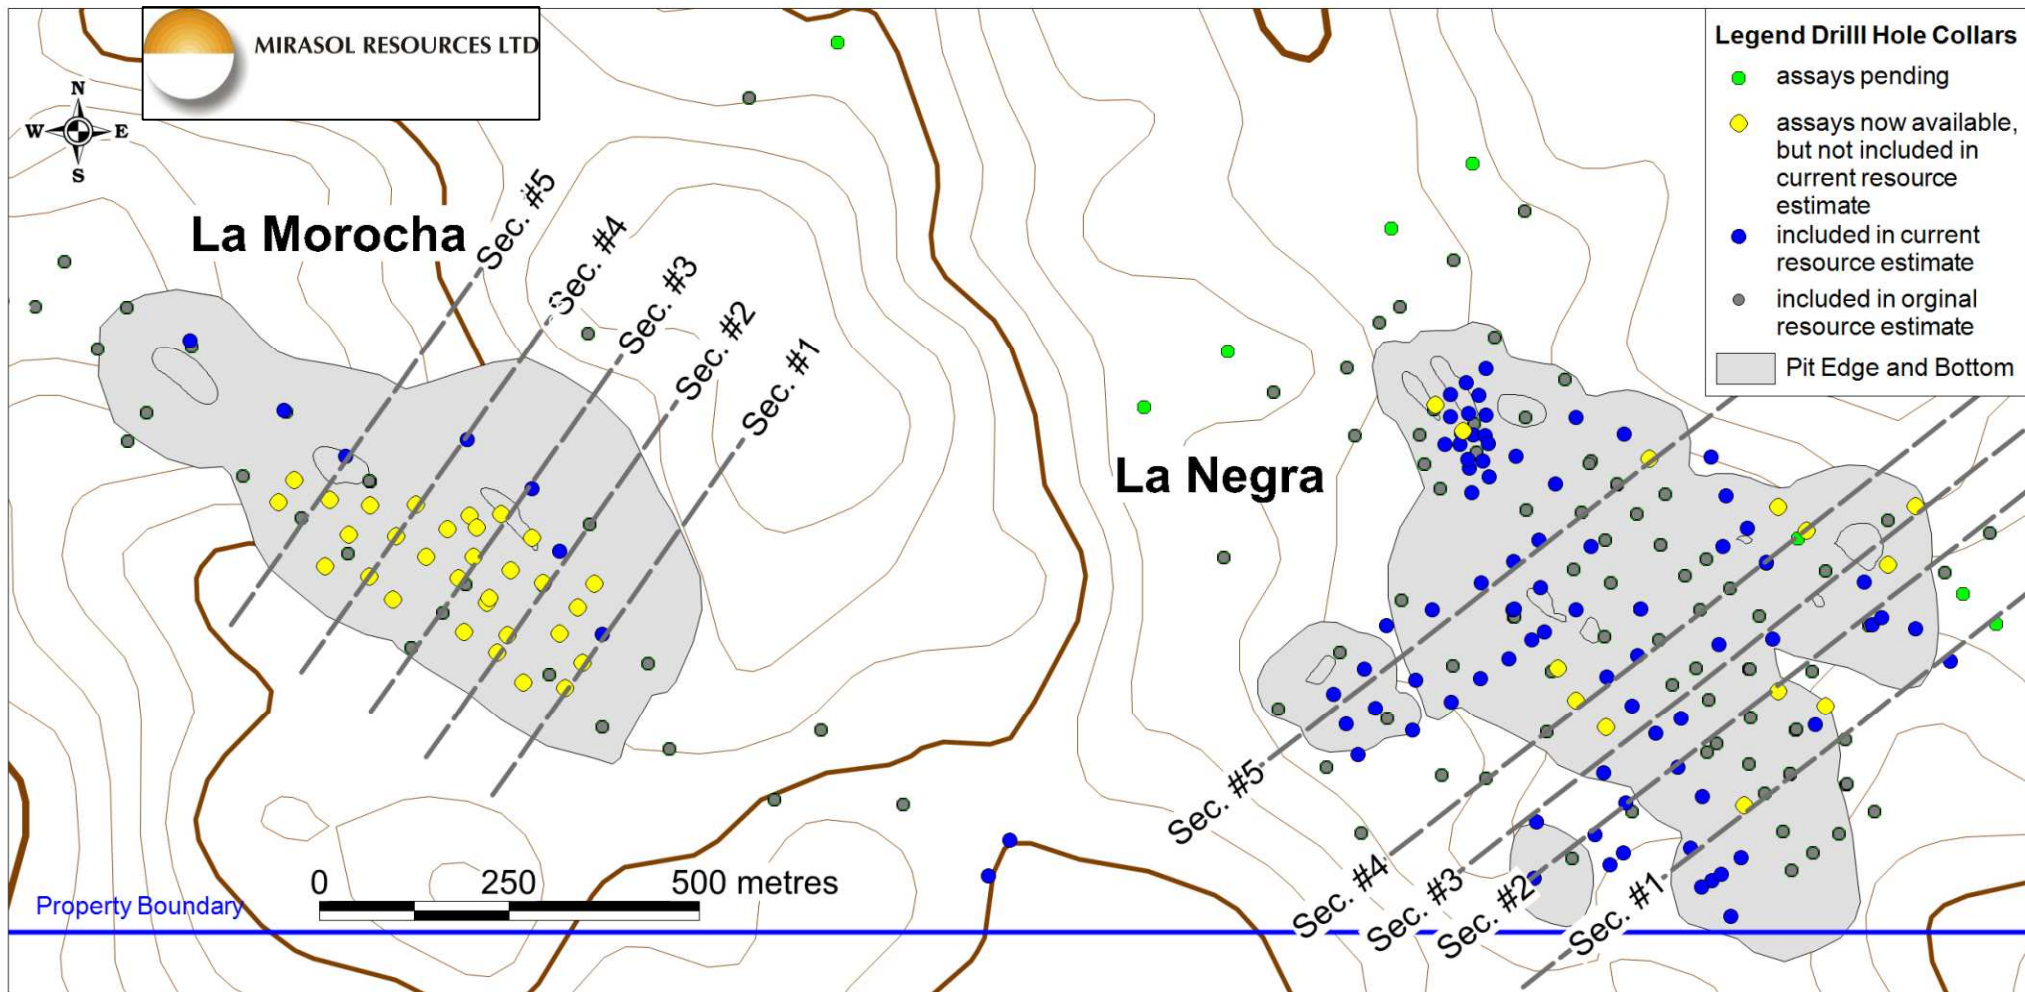 MIRASOL RESOURCES LTD
N
W
E
S
La Morocha
Sec. #5
Sec. #4
Sec. #3
Sec. #2
Sec. #1
La Negra
Sec. #5
Sec. #4
Sec. #3
Sec. #2
Sec. #1
Legend Drilll Hole Collars
assays pending
assays now available,
but not included in
current resource
estimate
included in current
resource estimate
included in orginal
resource estimate
Pit Edge and Bottom
0 250 500 metres
Property Boundary